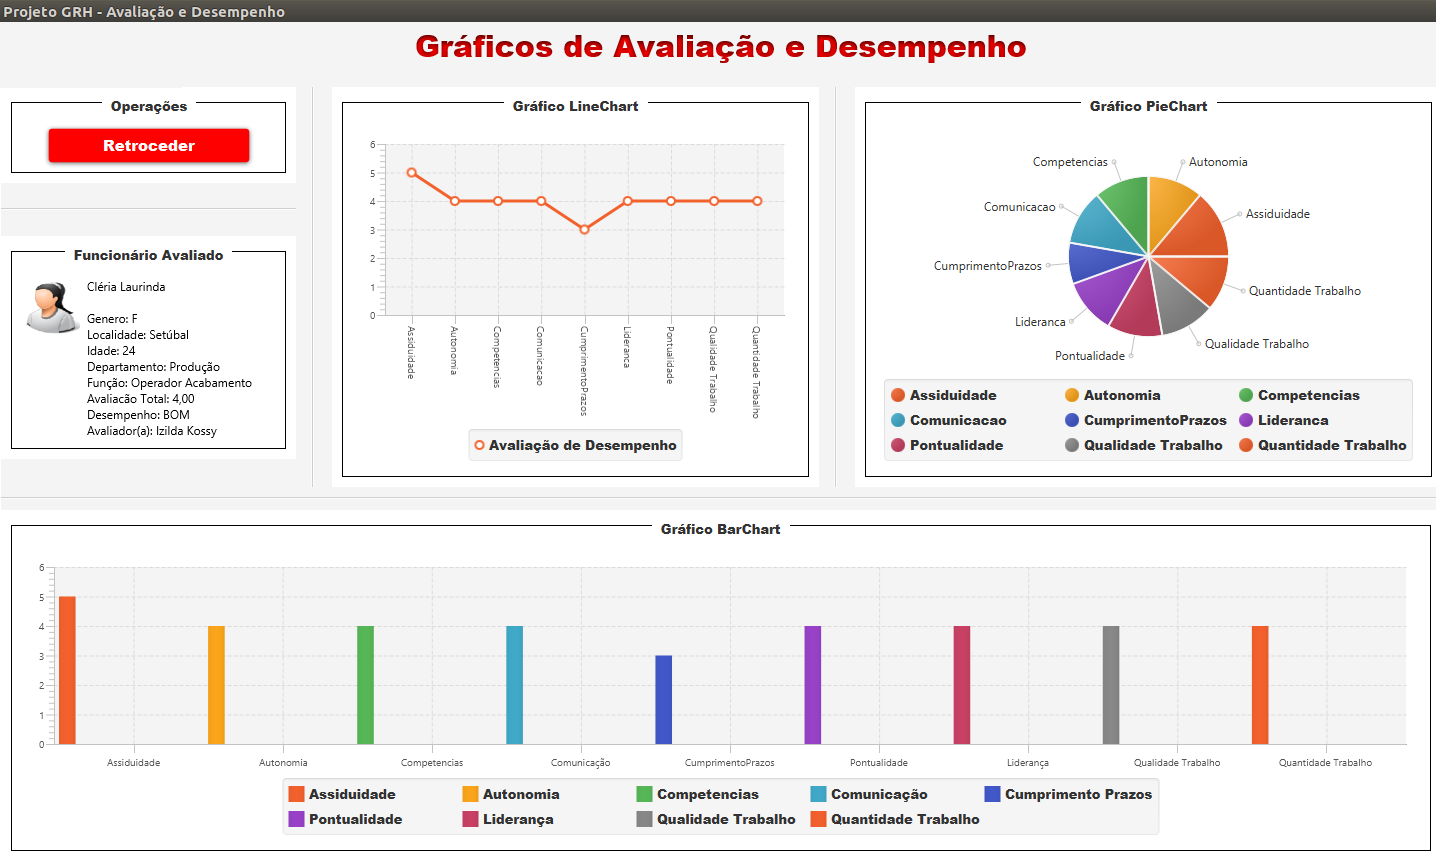 Projeto GRH - Avaliação e Desempenho
Gráficos de Avaliação e Desempenho
Operações
Retroceder
Funcionário Avaliado
Cléria Laurinda
Genero: F
Localidade: Setúbal
Idade: 24
Departamento: Produção
Função: Operador Acabamento
Avaliacão Total: 4,00
Desempenho: BOM
Avaliador(a): Izilda Kossy
Gráfico LineChart
6
5
4
3
2
1
0
Assiduidade
Autonomia
Competencias
Comunicacao
CumprimentoPrazos
Lideranca
Pontualidade
Qualidade Trabalho
Quantidade Trabalho
Avaliação de Desempenho
Gráfico PieChart
Competencias
Autonomia
Comunicacao
Assiduidade
CumprimentoPrazos
Quantidade Trabalho
Lideranca
Qualidade Trabalho
Pontualidade
Assiduidade Autonomia Competencias
Comunicacao CumprimentoPrazos Lideranca
Pontualidade Qualidade Trabalho Quantidade Trabalho
Gráfico BarChart
6
5
4
3
2
1
0
Assiduidade Autonomia Competencias Comunicação CumprimentoPrazos Pontualidade Liderança Qualidade Trabalho Quantidade Trabalho
Assiduidade Autonomia Competencias Comunicação Cumprimento Prazos
Pontualidade Liderança Qualidade Trabalho Quantidade Trabalho